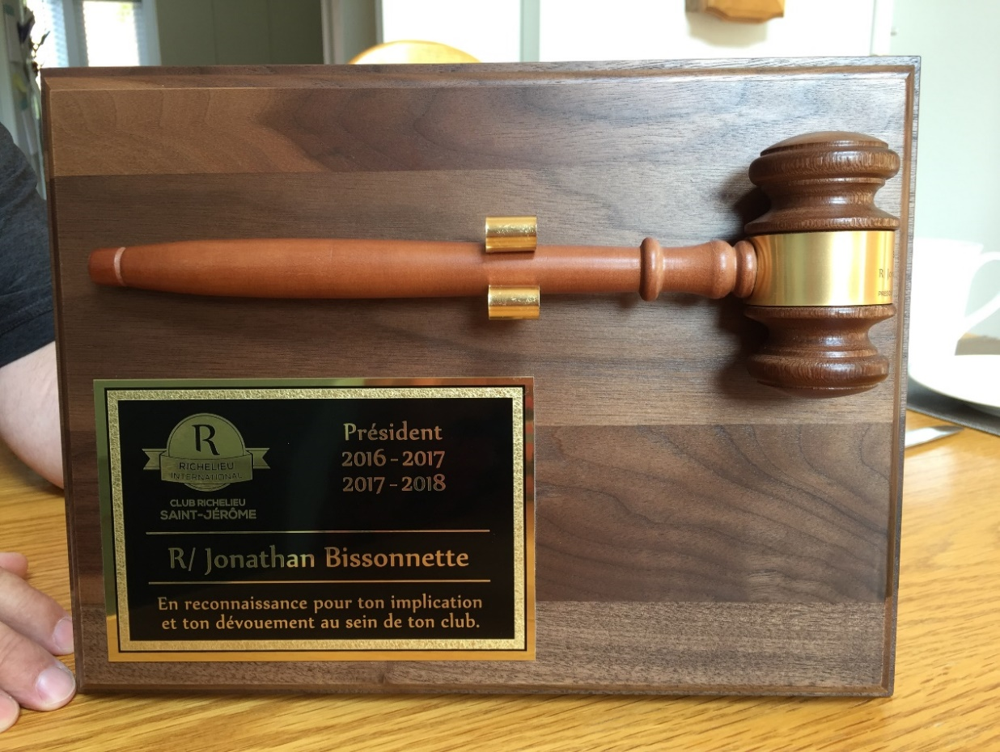 R/
R
RICHELIEU
INTERNATIONAL
CLUB RICHELIEU
SAINT-JÉRÔME
Président
2016 - 2017
2017 - 2018
R/ Jonathan Bissonnette
En reconnaissance pour ton implication
et ton dévouement au sein de ton club.